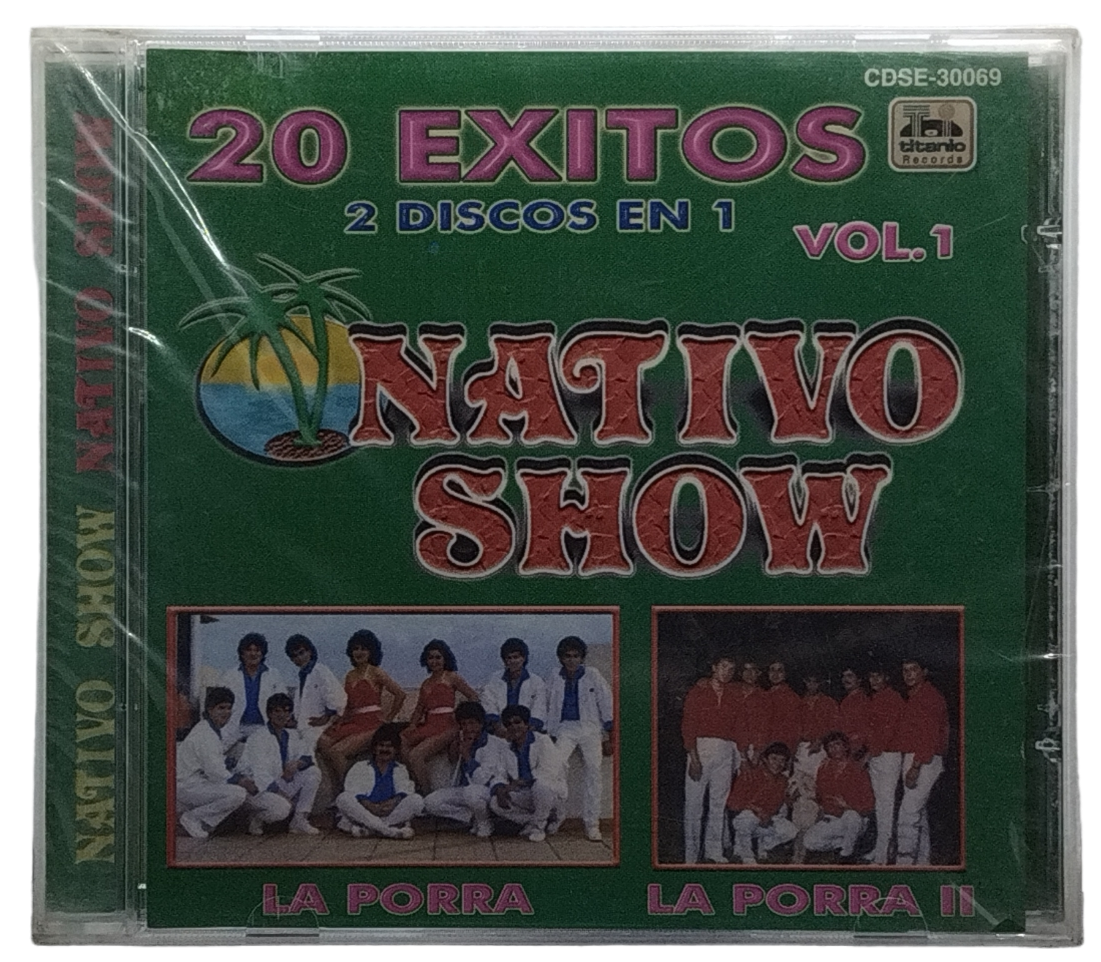 CDSE-30069
20 EXITOS
titanio
Records
2 DISCOS EN 1
VOL.1
NATIVO
SHOW
LA PORRA
LA PORRA II
NATIVO SHOW NATIVO SHOW